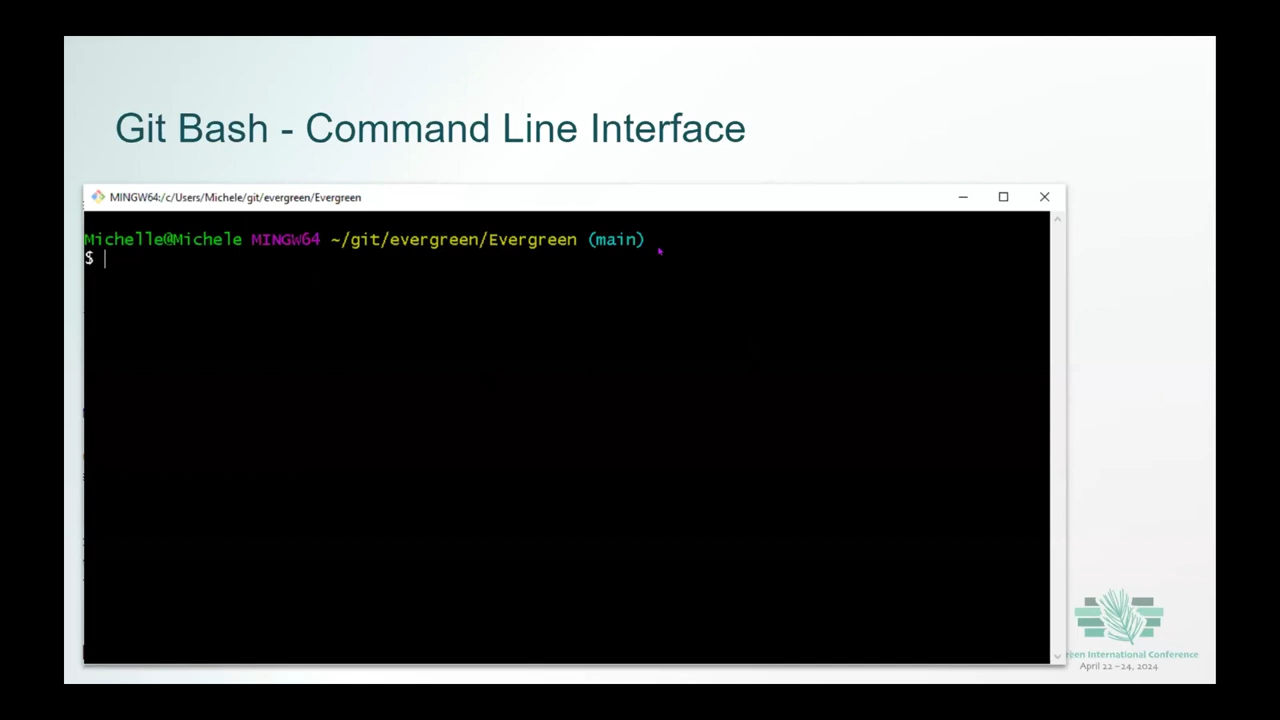 Git Bash - Command Line Interface
MINGW64:/c/Users/Michele/git/evergreen/Evergreen
Michelle@Michele MINGW64 ~/git/evergreen/Evergreen (main)
$
reen International Conference
April 22 –24, 2024